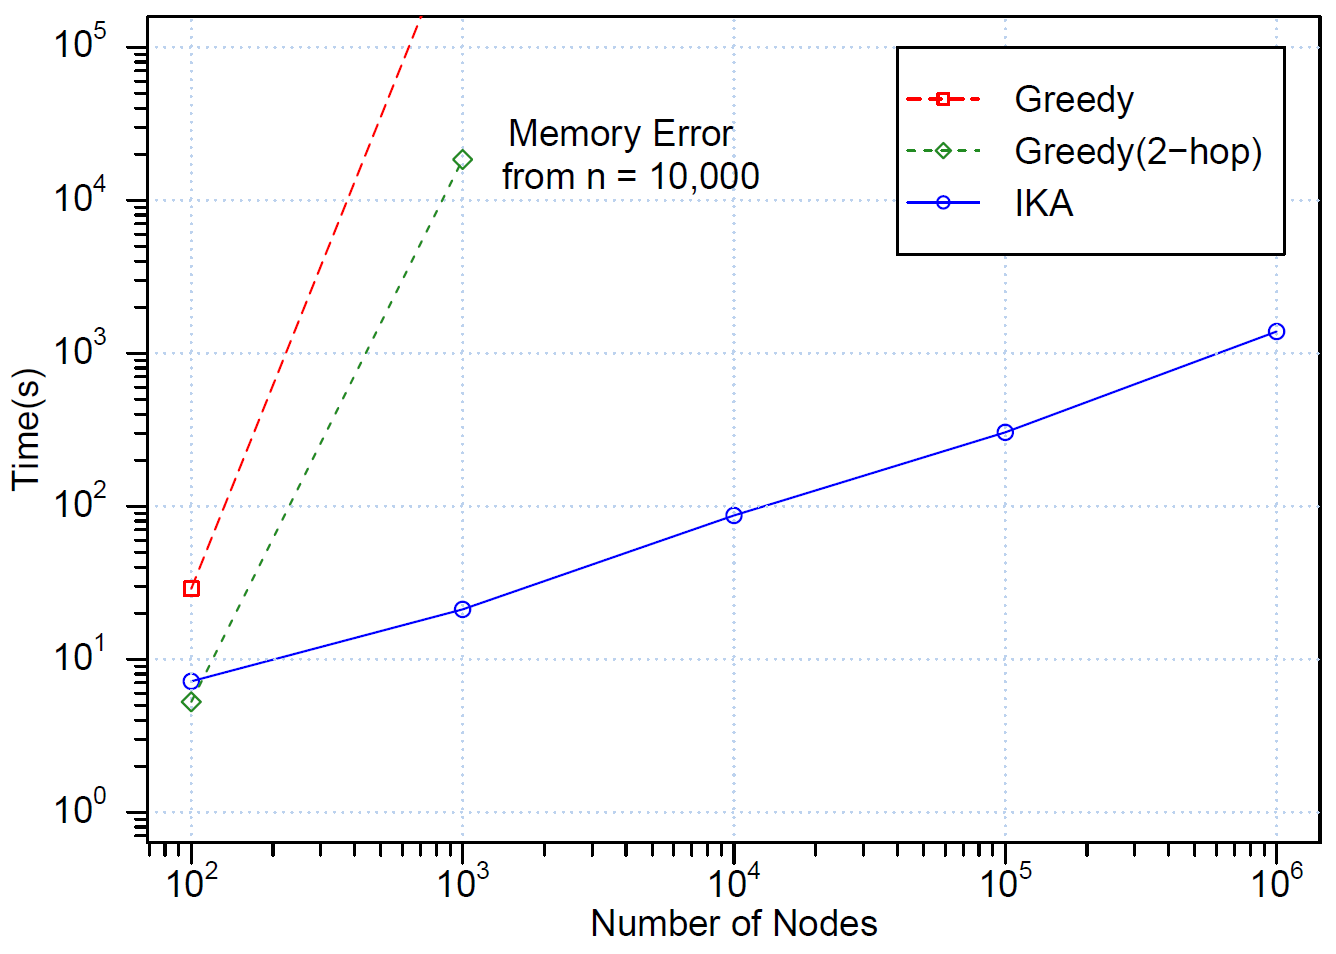 10^5
10^4
10^3
10^2
10^1
10^0
Time(s)
Memory Error
from n = 10,000
Greedy
Greedy(2−hop)
IKA
10^2 10^3 10^4 10^5 10^6
Number of Nodes